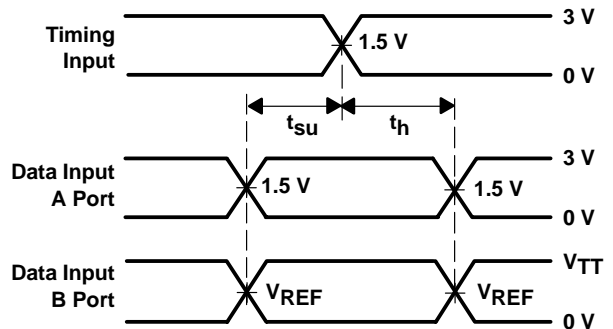 3 V
Timing
Input
1.5 V
0 V
tsu
th
3 V
Data Input
A Port
1.5 V
1.5 V
0 V
VTT
Data Input
B Port
VREF
VREF
0 V